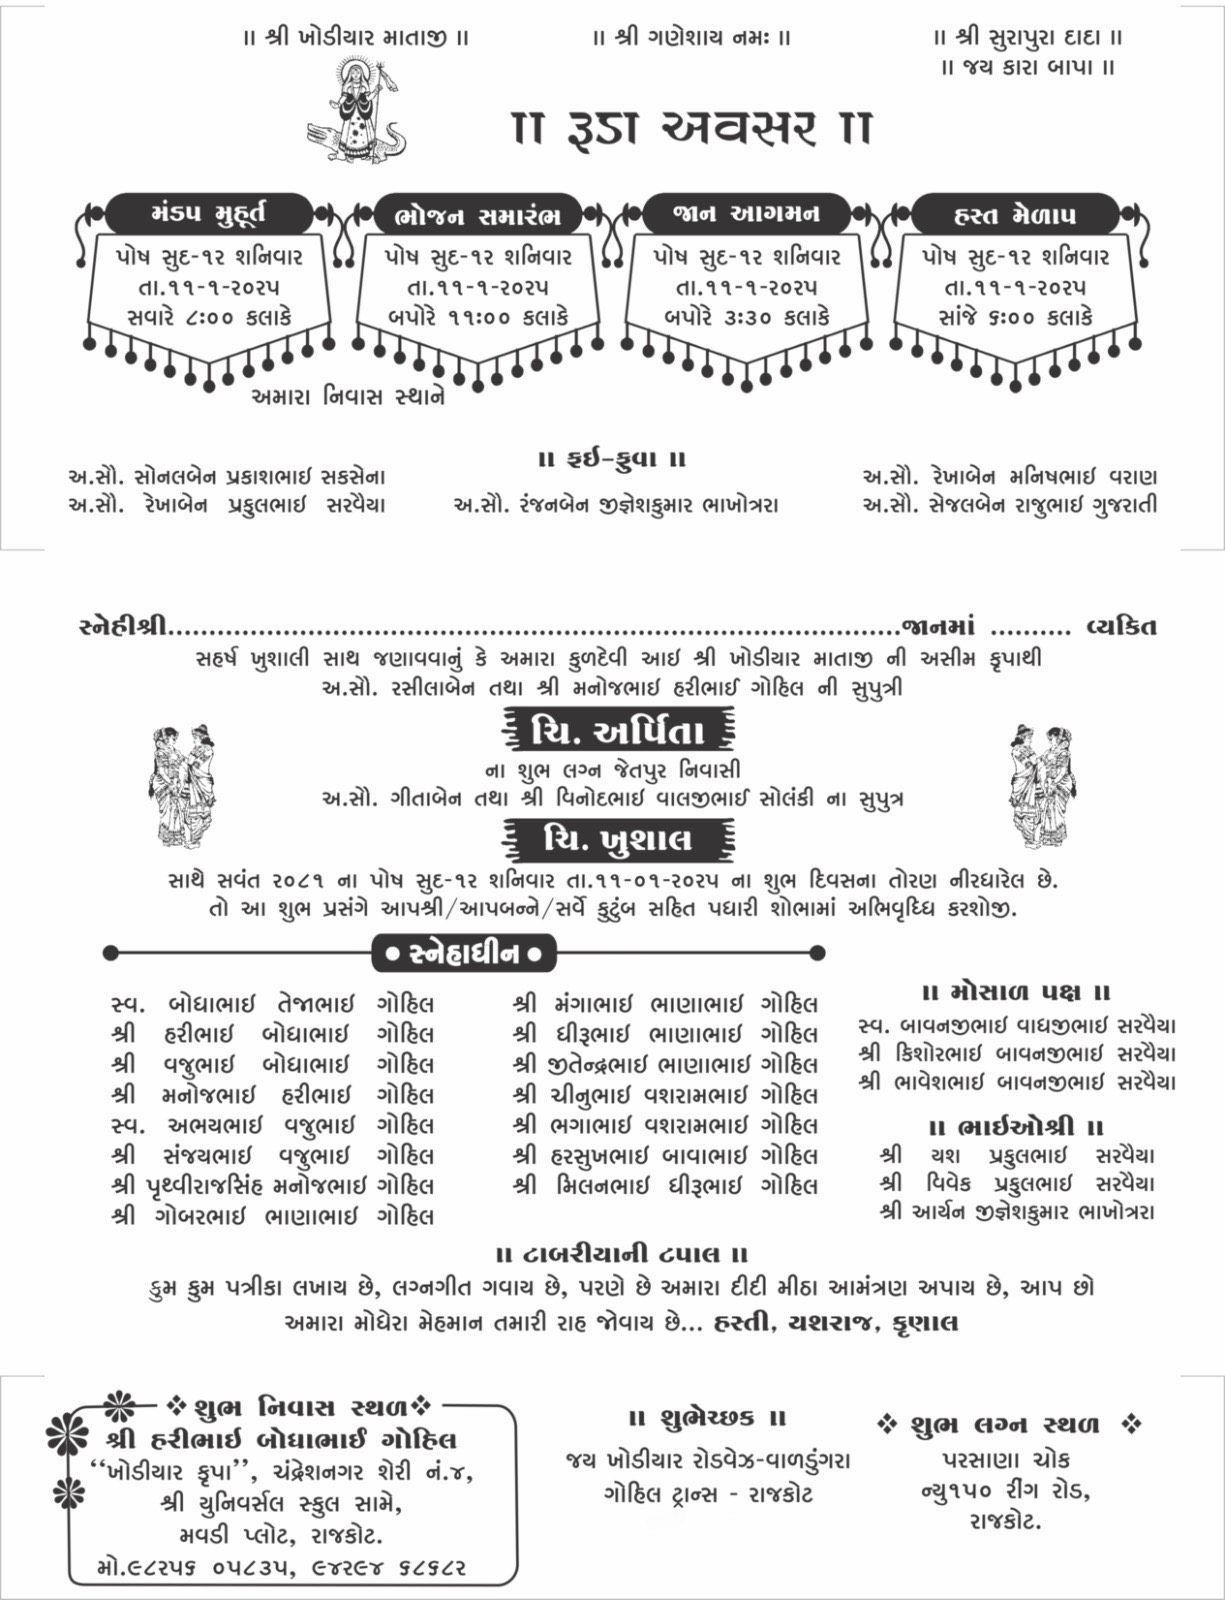 ॥ શ્રી ખોડીયાર માતાજી ॥
॥ શ્રી ગણેશાય નમઃ ॥
॥ શ્રી સુરાપુરા દાદા ॥
॥ જય કારા બાપા ॥
॥ રૂડા અવસર ॥
મંડપ મુહૂર્ત
પોષ સુદ-૧૨ શનિવાર
તા.૧૧-૧-૨૦૨૫
સવારે ૮:૦૦ કલાકે
ભોજન સમારંભ
પોષ સુદ-૧૨ શનિવાર
તા.૧૧-૧-૨૦૨૫
બપોરે ૧૧:૦૦ કલાકે
જાન આગમન
પોષ સુદ-૧૨ શનિવાર
તા.૧૧-૧-૨૦૨૫
બપોરે ૩:૩૦ કલાકે
હસ્ત મેળાપ
પોષ સુદ-૧૨ શનિવાર
તા.૧૧-૧-૨૦૨૫
સાંજે ૬:૦૦ કલાકે
અમારા નિવાસ સ્થાને
॥ ફઈ-ફુવા ॥
અ.સૌ. સોનલબેન પ્રકાશભાઈ સકસેના
અ.સૌ. રેખાબેન પ્રફુલભાઈ સરવૈયા
અ.સૌ. રંજનબેન જીજ્ઞેશકુમાર ભાખોત્રરા
અ.સૌ. રેખાબેન મનિષભાઈ વરાણ
અ.સૌ. સેજલબેન રાજુભાઈ ગુજરાતી
સ્નેહીશ્રી..........................................................................................જાનમાં .......... વ્યકિત
સહર્ષ ખુશાલી સાથ જણાવવાનું કે અમારા કુળદેવી આઈ શ્રી ખોડીયાર માતાજી ની અસીમ કૃપાથી
અ.સૌ. રસીલાબેન તથા શ્રી મનોજભાઈ હરીભાઈ ગોહિલ ની સુપુત્રી
ચિ. અર્પિતા
ના શુભ લગ્ન જેતપુર નિવાસી
અ.સૌ. ગીતાબેન તથા શ્રી વિનોદભાઈ વાલજીભાઈ સોલંકી ના સુપુત્ર
ચિ. ખુશાલ
સાથે સવંત ૨૦૮૧ ના પોષ સુદ-૧૨ શનિવાર તા.૧૧-૦૧-૨૦૨૫ ના શુભ દિવસના તોરણ નીરધારેલ છે.
તો આ શુભ પ્રસંગે આપશ્રી/આપબન્ને/સર્વે કુટુંબ સહિત પધારી શોભામાં અભિવૃધ્ધિ કરશોજી.
• સ્નેહાધીન •
સ્વ. બોઘાભાઈ તેજાભાઈ ગોહિલ
શ્રી હરીભાઈ બોઘાભાઈ ગોહિલ
શ્રી વજુભાઈ બોઘાભાઈ ગોહિલ
શ્રી મનોજભાઈ હરીભાઈ ગોહિલ
સ્વ. અભયભાઈ વજુભાઈ ગોહિલ
શ્રી સંજયભાઈ વજુભાઈ ગોહિલ
શ્રી પૃથ્વીરાજસિંહ મનોજભાઈ ગોહિલ
શ્રી ગોબરભાઈ ભાણાભાઈ ગોહિલ
શ્રી મંગાભાઈ ભાણાભાઈ ગોહિલ
શ્રી ધીરૂભાઈ ભાણાભાઈ ગોહિલ
શ્રી જીતેન્દ્રભાઈ ભાણાભાઈ ગોહિલ
શ્રી ચીનુભાઈ વશરામભાઈ ગોહિલ
શ્રી ભગાભાઈ વશરામભાઈ ગોહિલ
શ્રી હરસુખભાઈ બાવાભાઈ ગોહિલ
શ્રી મિલનભાઈ ધીરૂભાઈ ગોહિલ
॥ મોસાળ પક્ષ ॥
સ્વ. બાવનજીભાઈ વાઘજીભાઈ સરવૈયા
શ્રી કિશોરભાઈ બાવનજીભાઈ સરવૈયા
શ્રી ભાવેશભાઈ બાવનજીભાઈ સરવૈયા
॥ ભાઈઓશ્રી ॥
શ્રી યશ પ્રફુલભાઈ સરવૈયા
શ્રી વિવેક પ્રફુલભાઈ સરવૈયા
શ્રી આર્યન જીજ્ઞેશકુમાર ભાખોત્રરા
॥ ટાબરીયાની ટપાલ ॥
કુમ કુમ પત્રીકા લખાય છે, લગ્નગીત ગવાય છે, પરણે છે અમારા દીદી મીઠા આમંત્રણ અપાય છે, આપ છો
અમારા મોઘેરા મેહમાન તમારી રાહ જોવાય છે... હસ્તી, યશરાજ, કૃણાલ
❖ શુભ નિવાસ સ્થળ❖
શ્રી હરીભાઈ બોઘાભાઈ ગોહિલ
“ખોડીયાર કૃપા”, ચંદ્રેશનગર શેરી નં.૪,
શ્રી યુનિવર્સલ સ્કુલ સામે,
મવડી પ્લોટ, રાજકોટ.
મો.૯૮૨૫૬ ૦૫૮૩૫, ૯૪૨૯૪ ૬૮૬૮૨
॥ શુભેચ્છક ॥
જય ખોડીયાર રોડવેઝ-વાળડુંગરા
ગોહિલ ટ્રાન્સ - રાજકોટ
❖ શુભ લગ્ન સ્થળ ❖
પરસાણા ચોક
ન્યુ૧૫૦ રીંગ રોડ,
રાજકોટ.